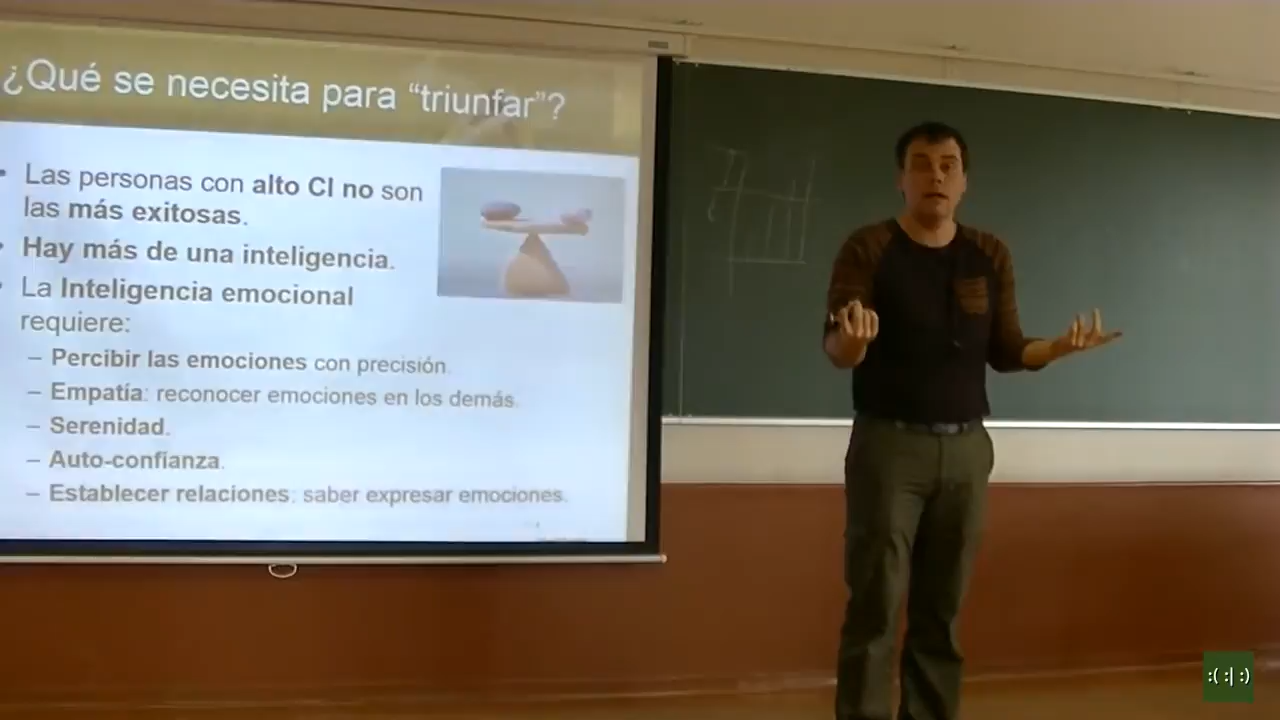 ¿Qué se necesita para “triunfar”?
• Las personas con alto CI no son
las más exitosas.
• Hay más de una inteligencia.
• La Inteligencia emocional
requiere:
– Percibir las emociones con precisión.
– Empatía: reconocer emociones en los demás.
– Serenidad.
– Auto-confianza.
– Establecer relaciones: saber expresar emociones.
:( :| :)